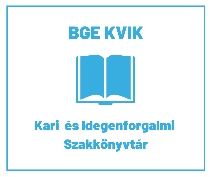 BGE KVIK
Kari és Idegenforgalmi
Szakkönyvtár